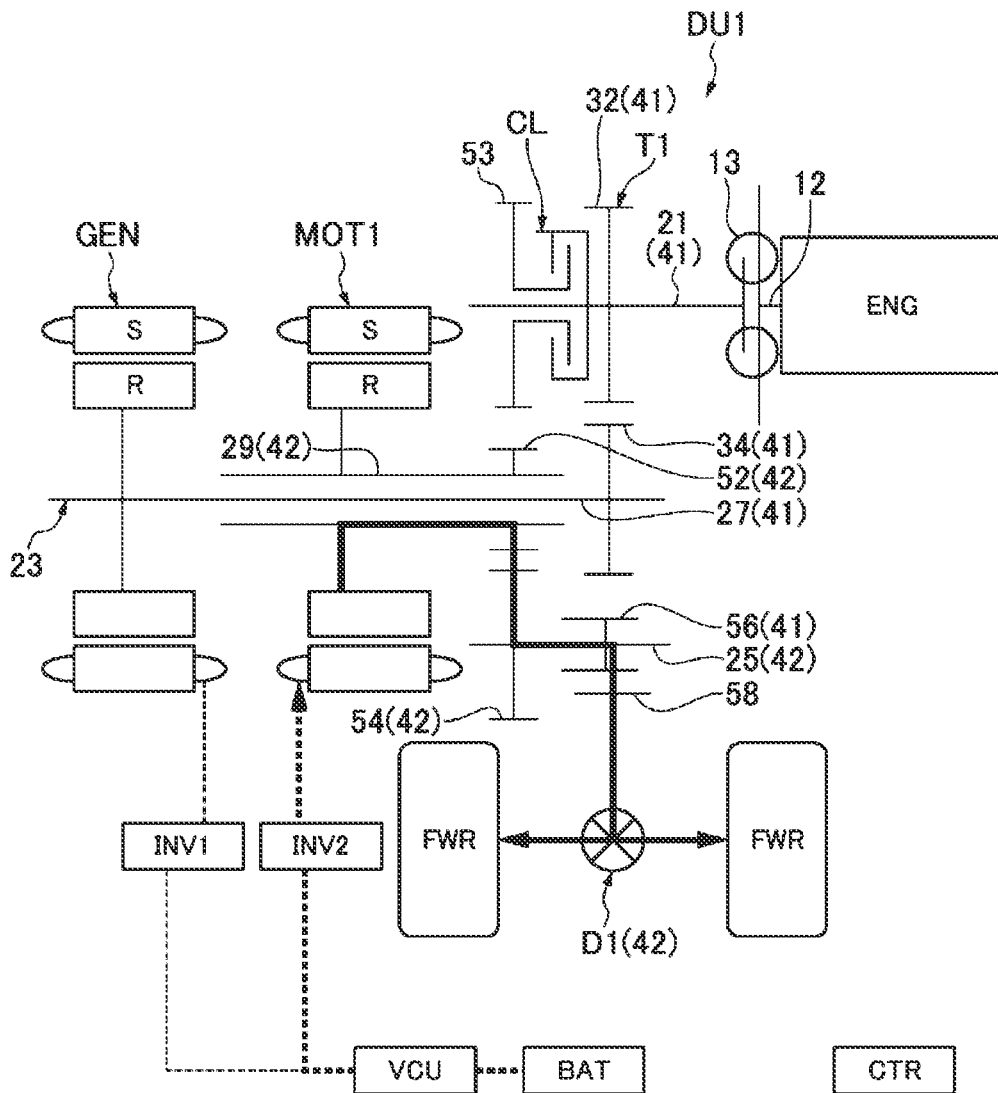 DU1
32(41)
CL
T1
53
13
12
GEN
MOT1
21
(41)
S
S
ENG
R
R
29(42)
34(41)
52(42)
27(41)
23
56(41)
25(42)
58
54(42)
INV1
INV2
FWR
FWR
D1(42)
VCU
BAT
CTR